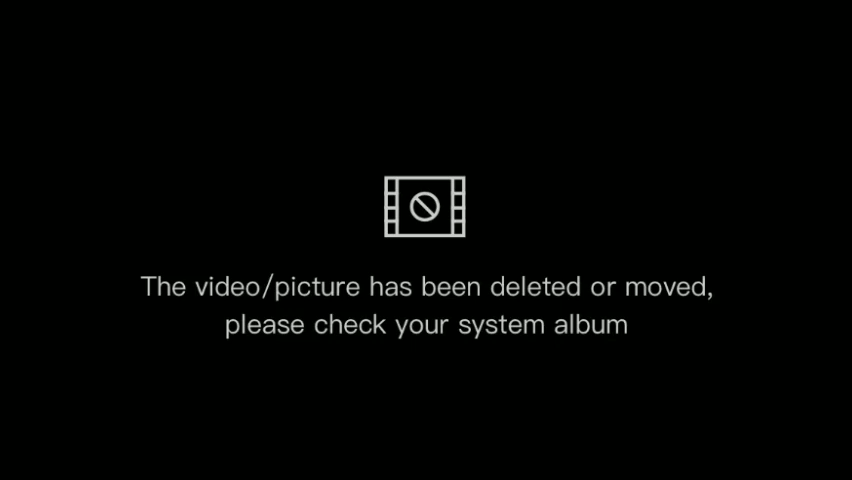 The video/picture has been deleted or moved,
please check your system album